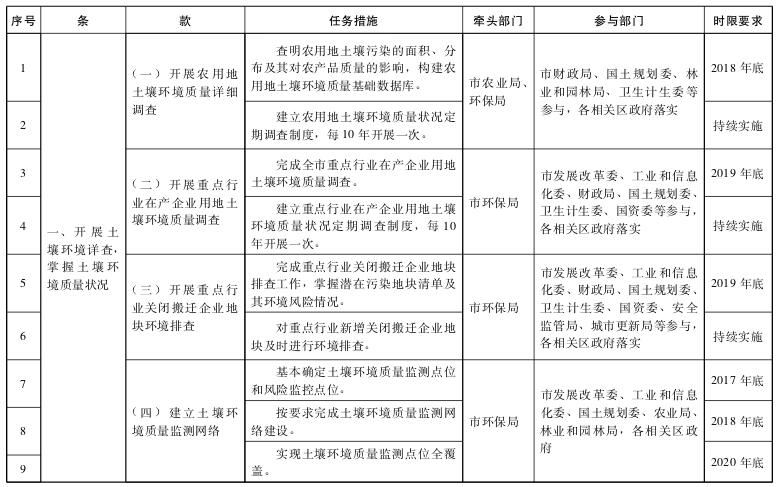 序号 条 款 任务措施 牵头部门 参与部门 时限要求
一、开展土
壤环境详查，
掌握土壤环
境质量状况
（一）开展农用地
土壤环境质量详细
调查
1
查明农用地土壤污染的面积、分
布及其对农产品质量的影响，构建农
用地土壤环境质量基础数据库。
市农业局、
环保局
市财政局、国土规划委、林
业和园林局、卫生计生委等
参与，各相关区政府落实
2018 年底
2
建立农用地土壤环境质量状况定
期调查制度，每 10 年开展一次。
持续实施
（二）开展重点行
业在产企业用地土
壤环境质量调查
3
完成全市重点行业在产企业用地
土壤环境质量调查。
市环保局
市发展改革委、工业和信息
化委、财政局、国土规划委、
卫生计生委、国资委等参与，
各相关区政府落实
2019 年底
4
建立重点行业在产企业用地土壤
环境质量状况定期调查制度，每 10
年开展一次。
持续实施
（三）开展重点行
业关闭搬迁企业地
块环境排查
5
完成重点行业关闭搬迁企业地块
排查工作，掌握潜在污染地块清单及
其环境风险情况。
市环保局
市发展改革委、工业和信息
化委、财政局、国土规划委、
卫生计生委、国资委、安全
监管局、城市更新局等参与，
各相关区政府落实
2019 年底
6
对重点行业新增关闭搬迁企业地
块及时进行环境排查。
持续实施
（四）建立土壤环
境质量监测网络
7
基本确定土壤环境质量监测点位
和风险监控点位。
市环保局
市发展改革委、工业和信息
化委、国土规划委、农业局、
林业和园林局，各相关区政
府
2017 年底
8
按要求完成土壤环境质量监测网
络建设。
2018 年底
9
实现土壤环境质量监测点位全覆
盖。
2020 年底